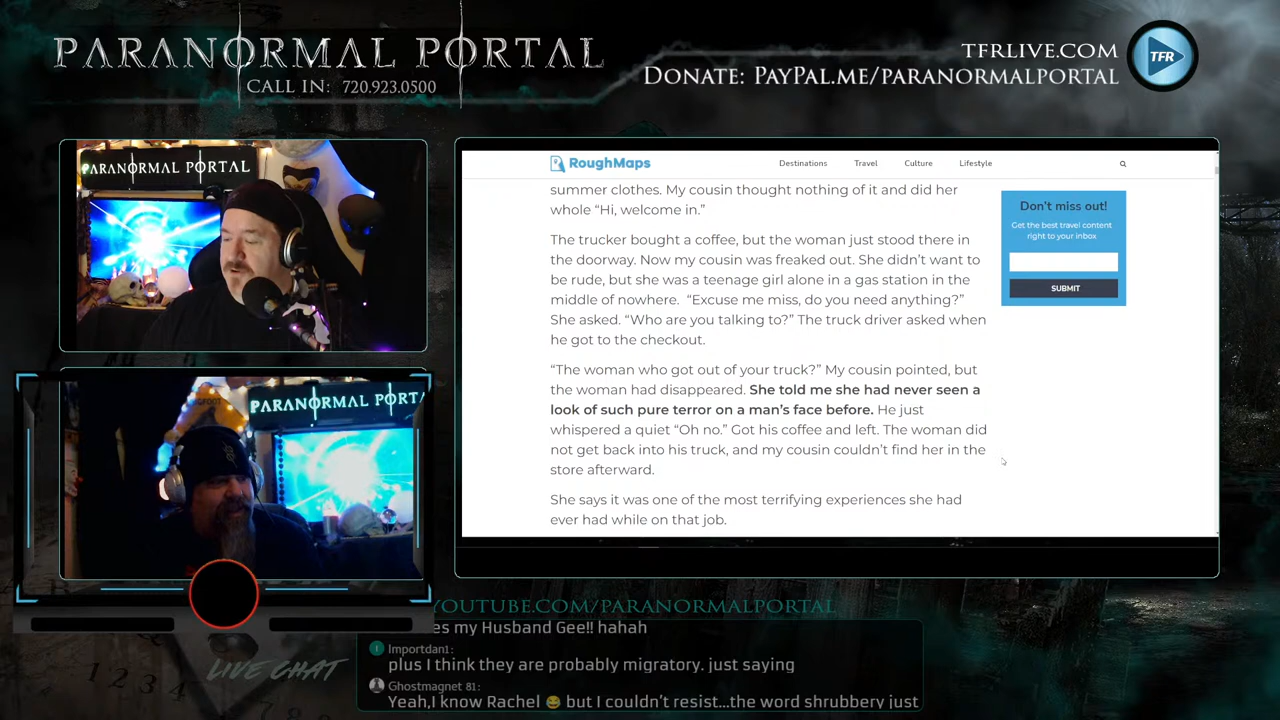 PARANORMAL PORTAL
CALL IN: 720.923.0500
TFRLIVE.COM
DONATE: PAYPAL.ME/PARANORMALPORTAL
TFR
PARANORMAL PORTAL
BIGFOOT
PARANORMAL PORTA
RoughMaps
Destinations Travel Culture Lifestyle
summer clothes. My cousin thought nothing of it and did her
whole “Hi, welcome in.”
The trucker bought a coffee, but the woman just stood there in
the doorway. Now my cousin was freaked out. She didn’t want to
be rude, but she was a teenage girl alone in a gas station in the
middle of nowhere. “Excuse me miss, do you need anything?”
She asked. “Who are you talking to?” The truck driver asked when
he got to the checkout.
“The woman who got out of your truck?” My cousin pointed, but
the woman had disappeared. She told me she had never seen a
look of such pure terror on a man’s face before. He just
whispered a quiet “Oh no.” Got his coffee and left. The woman did
not get back into his truck, and my cousin couldn’t find her in the
store afterward.
She says it was one of the most terrifying experiences she had
ever had while on that job.
Don’t miss out!
Get the best travel content
right to your inbox
SUBMIT
YOUTUBE.COM/PARANORMALPORTAL
LIVE CHAT
es my Husband Gee!! hahah
I Importdan1:
plus I think they are probably migratory. just saying
Ghostmagnet 81:
Yeah,I know Rachel 😂 but I couldn’t resist...the word shrubbery just
1 2 3 4